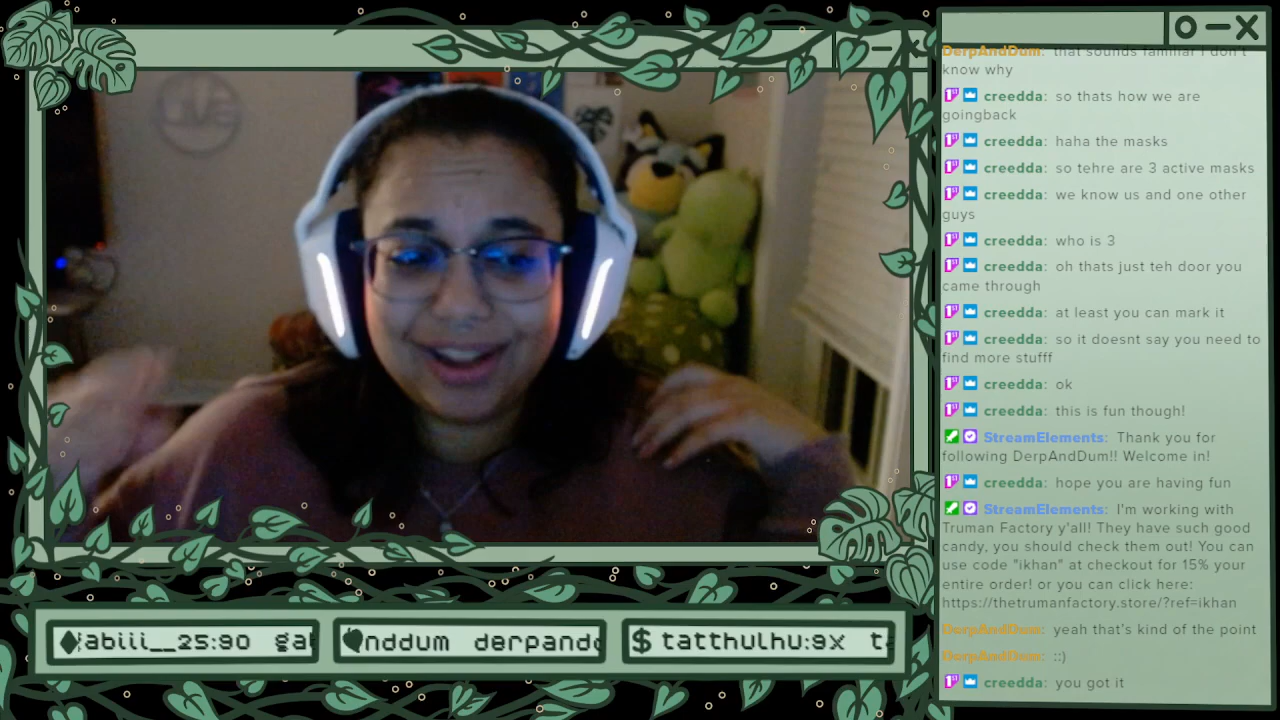 LIVE
DerpAndDum: that sounds familiar I don't
know why
creedda: so thats how we are
goingback
creedda: haha the masks
creedda: so tehre are 3 active masks
creedda: we know us and one other
guys
creedda: who is 3
creedda: oh thats just teh door you
came through
creedda: at least you can mark it
creedda: so it doesnt say you need to
find more stufff
creedda: ok
creedda: this is fun though!
StreamElements: Thank you for
following DerpAndDum!! Welcome in!
creedda: hope you are having fun
StreamElements: I'm working with
Truman Factory y'all! They have such good
candy, you should check them out! You can
use code "ikhan" at checkout for 15% your
entire order! or you can click here:
https://thetrumanfactory.store/?ref=ikhan
DerpAndDum: yeah that's kind of the point
DerpAndDum: ::)
creedda: you got it
abiii__25:90 ga
nddum derpand
$ tatthulhu:9x t